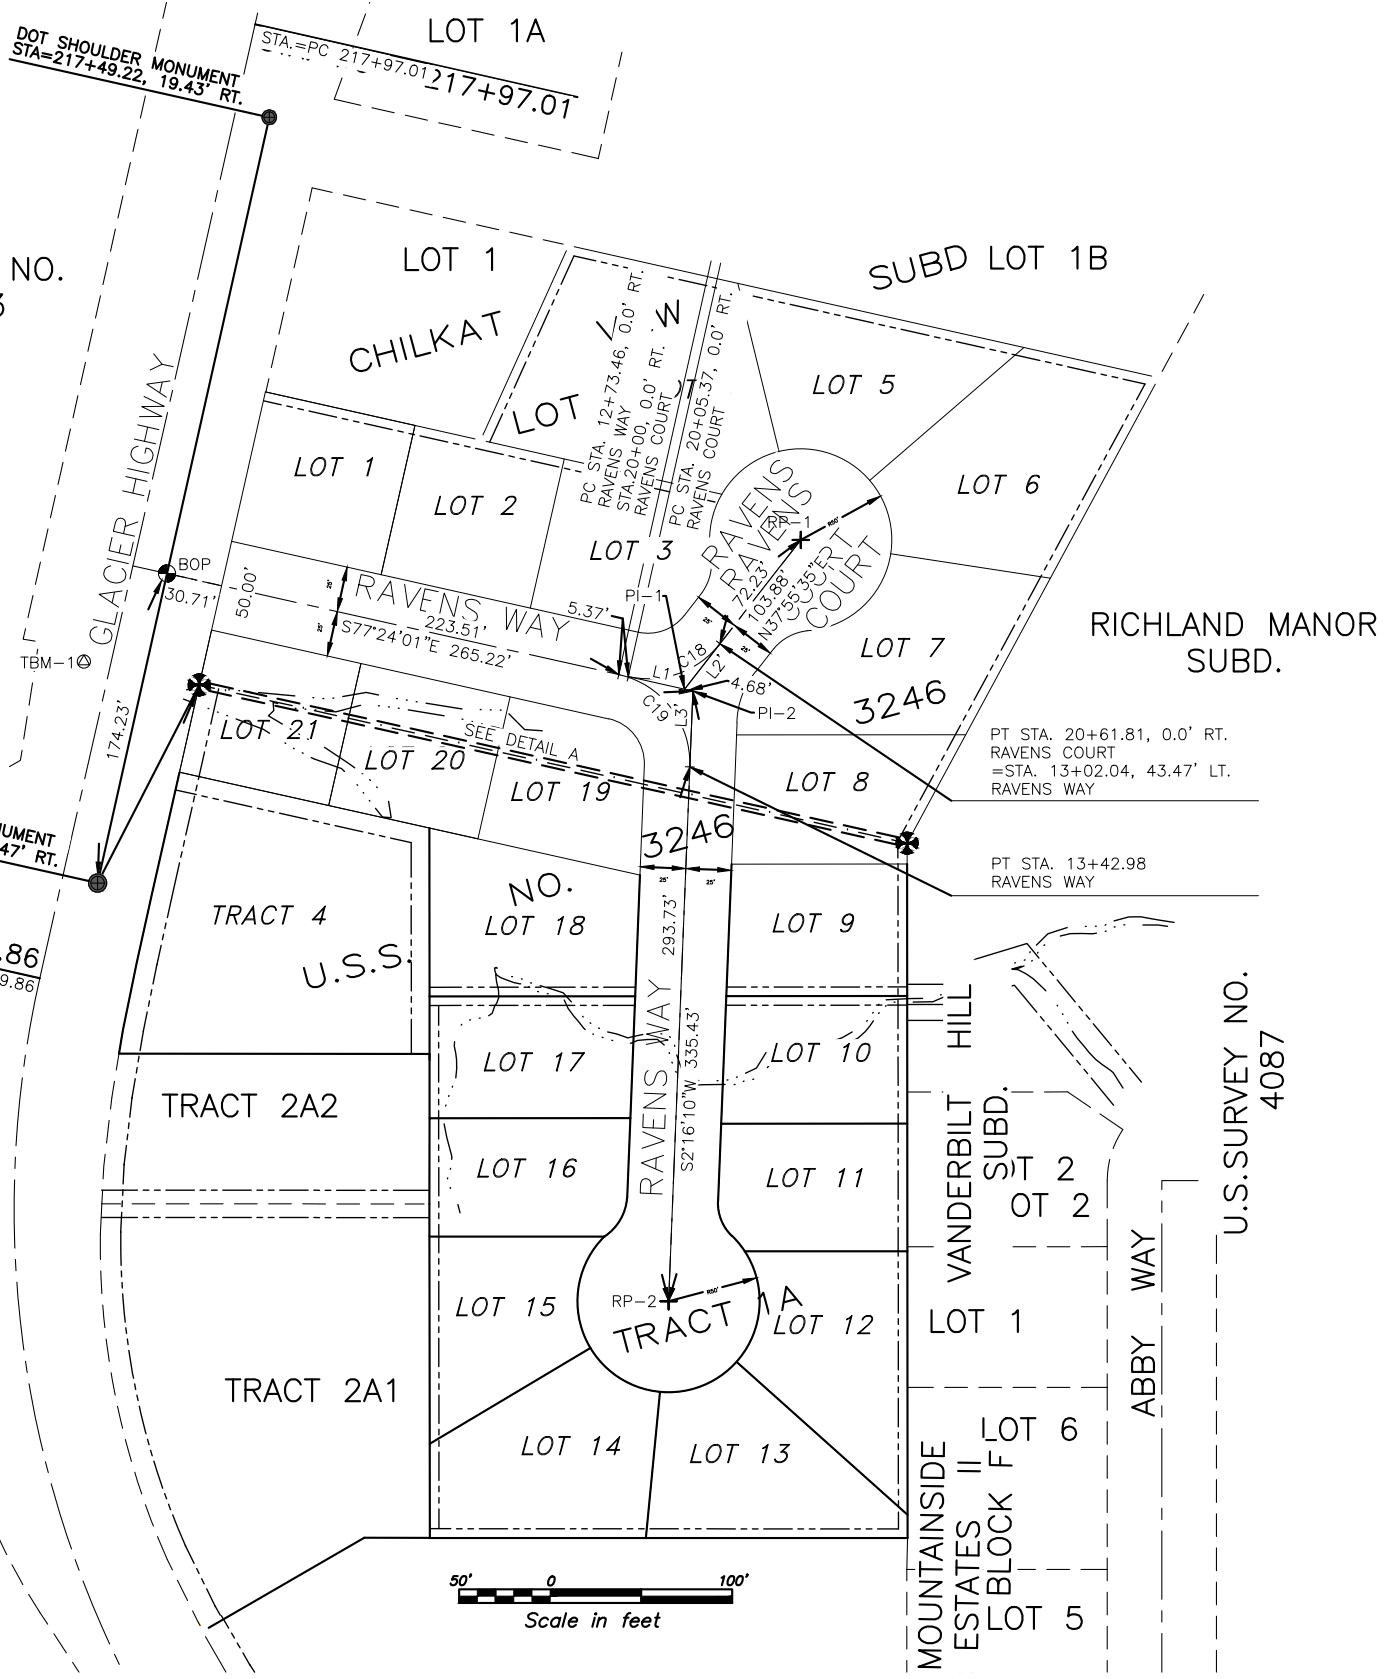 LOT 1A
DOT SHOULDER MONUMENT
STA=217+49.22, 19.43' RT.
STA.=PC 217+97.01
217+97.01
NO.
LOT 1
SUBD LOT 1B
CHILKAT
W
LOT
PC STA. 12+73.46, 0.0' RT.
RAVENS WAY
STA.20+00, 0.0' RT.
RAVENS COURT
PC STA. 20+05.37, 0.0' RT.
RAVENS COURT
LOT 5
GLACIER HIGHWAY
LOT 1
LOT 2
LOT 3
LOT 6
RAVENS
RAVENS
COURT
RP-1
R50'
72.23'
103.88'
N37°55'35"E
BOP
30.71'
50.00'
25'
25'
RAVENS WAY
223.51'
S77°24'01"E 265.22'
5.37'
PI-1
25'
25'
L1
C18
L2
4.68'
C19
L3
PI-2
LOT 7
3246
RICHLAND MANOR
SUBD.
TBM-1
174.23'
LOT 21
SEE DETAIL A
LOT 20
LOT 19
LOT 8
PT STA. 20+61.81, 0.0' RT.
RAVENS COURT
=STA. 13+02.04, 43.47' LT.
RAVENS WAY
3246
UMENT
47' RT.
PT STA. 13+42.98
RAVENS WAY
25'
25'
NO.
TRACT 4
LOT 18
LOT 9
U.S.S.
.86
9.86
RAVENS WAY
293.73'
S2°16'10"W 335.43'
LOT 17
LOT 10
VANDERBILT HILL
SUBD.
U.S.SURVEY NO.
4087
TRACT 2A2
LOT 16
LOT 11
OT 2
OT 2
ABBY WAY
LOT 15
RP-2
R50'
TRACT 1A
LOT 12
LOT 1
TRACT 2A1
LOT 14
LOT 13
LOT 6
MOUNTAINSIDE
ESTATES II
BLOCK F
LOT 5
50' 0 100'
Scale in feet